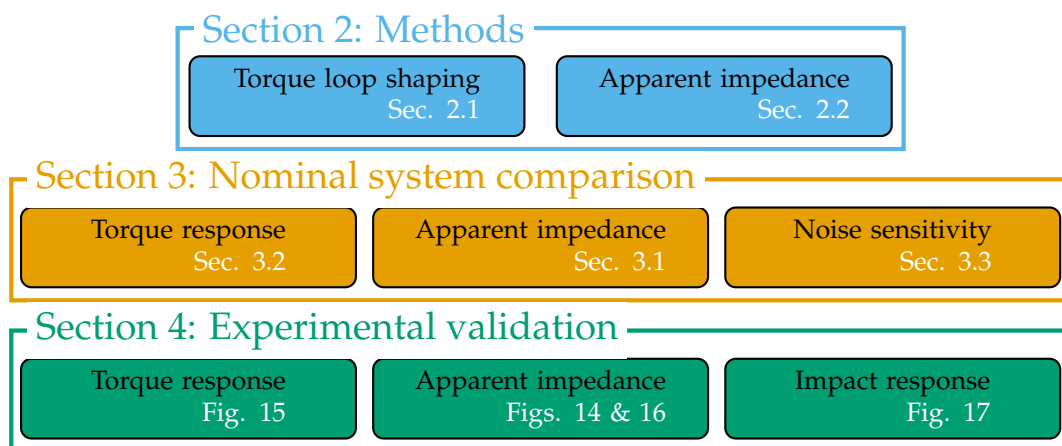 Section 2: Methods
Torque loop shaping
Sec. 2.1
Apparent impedance
Sec. 2.2
Section 3: Nominal system comparison
Torque response
Sec. 3.2
Apparent impedance
Sec. 3.1
Noise sensitivity
Sec. 3.3
Section 4: Experimental validation
Torque response
Fig. 15
Apparent impedance
Figs. 14 & 16
Impact response
Fig. 17